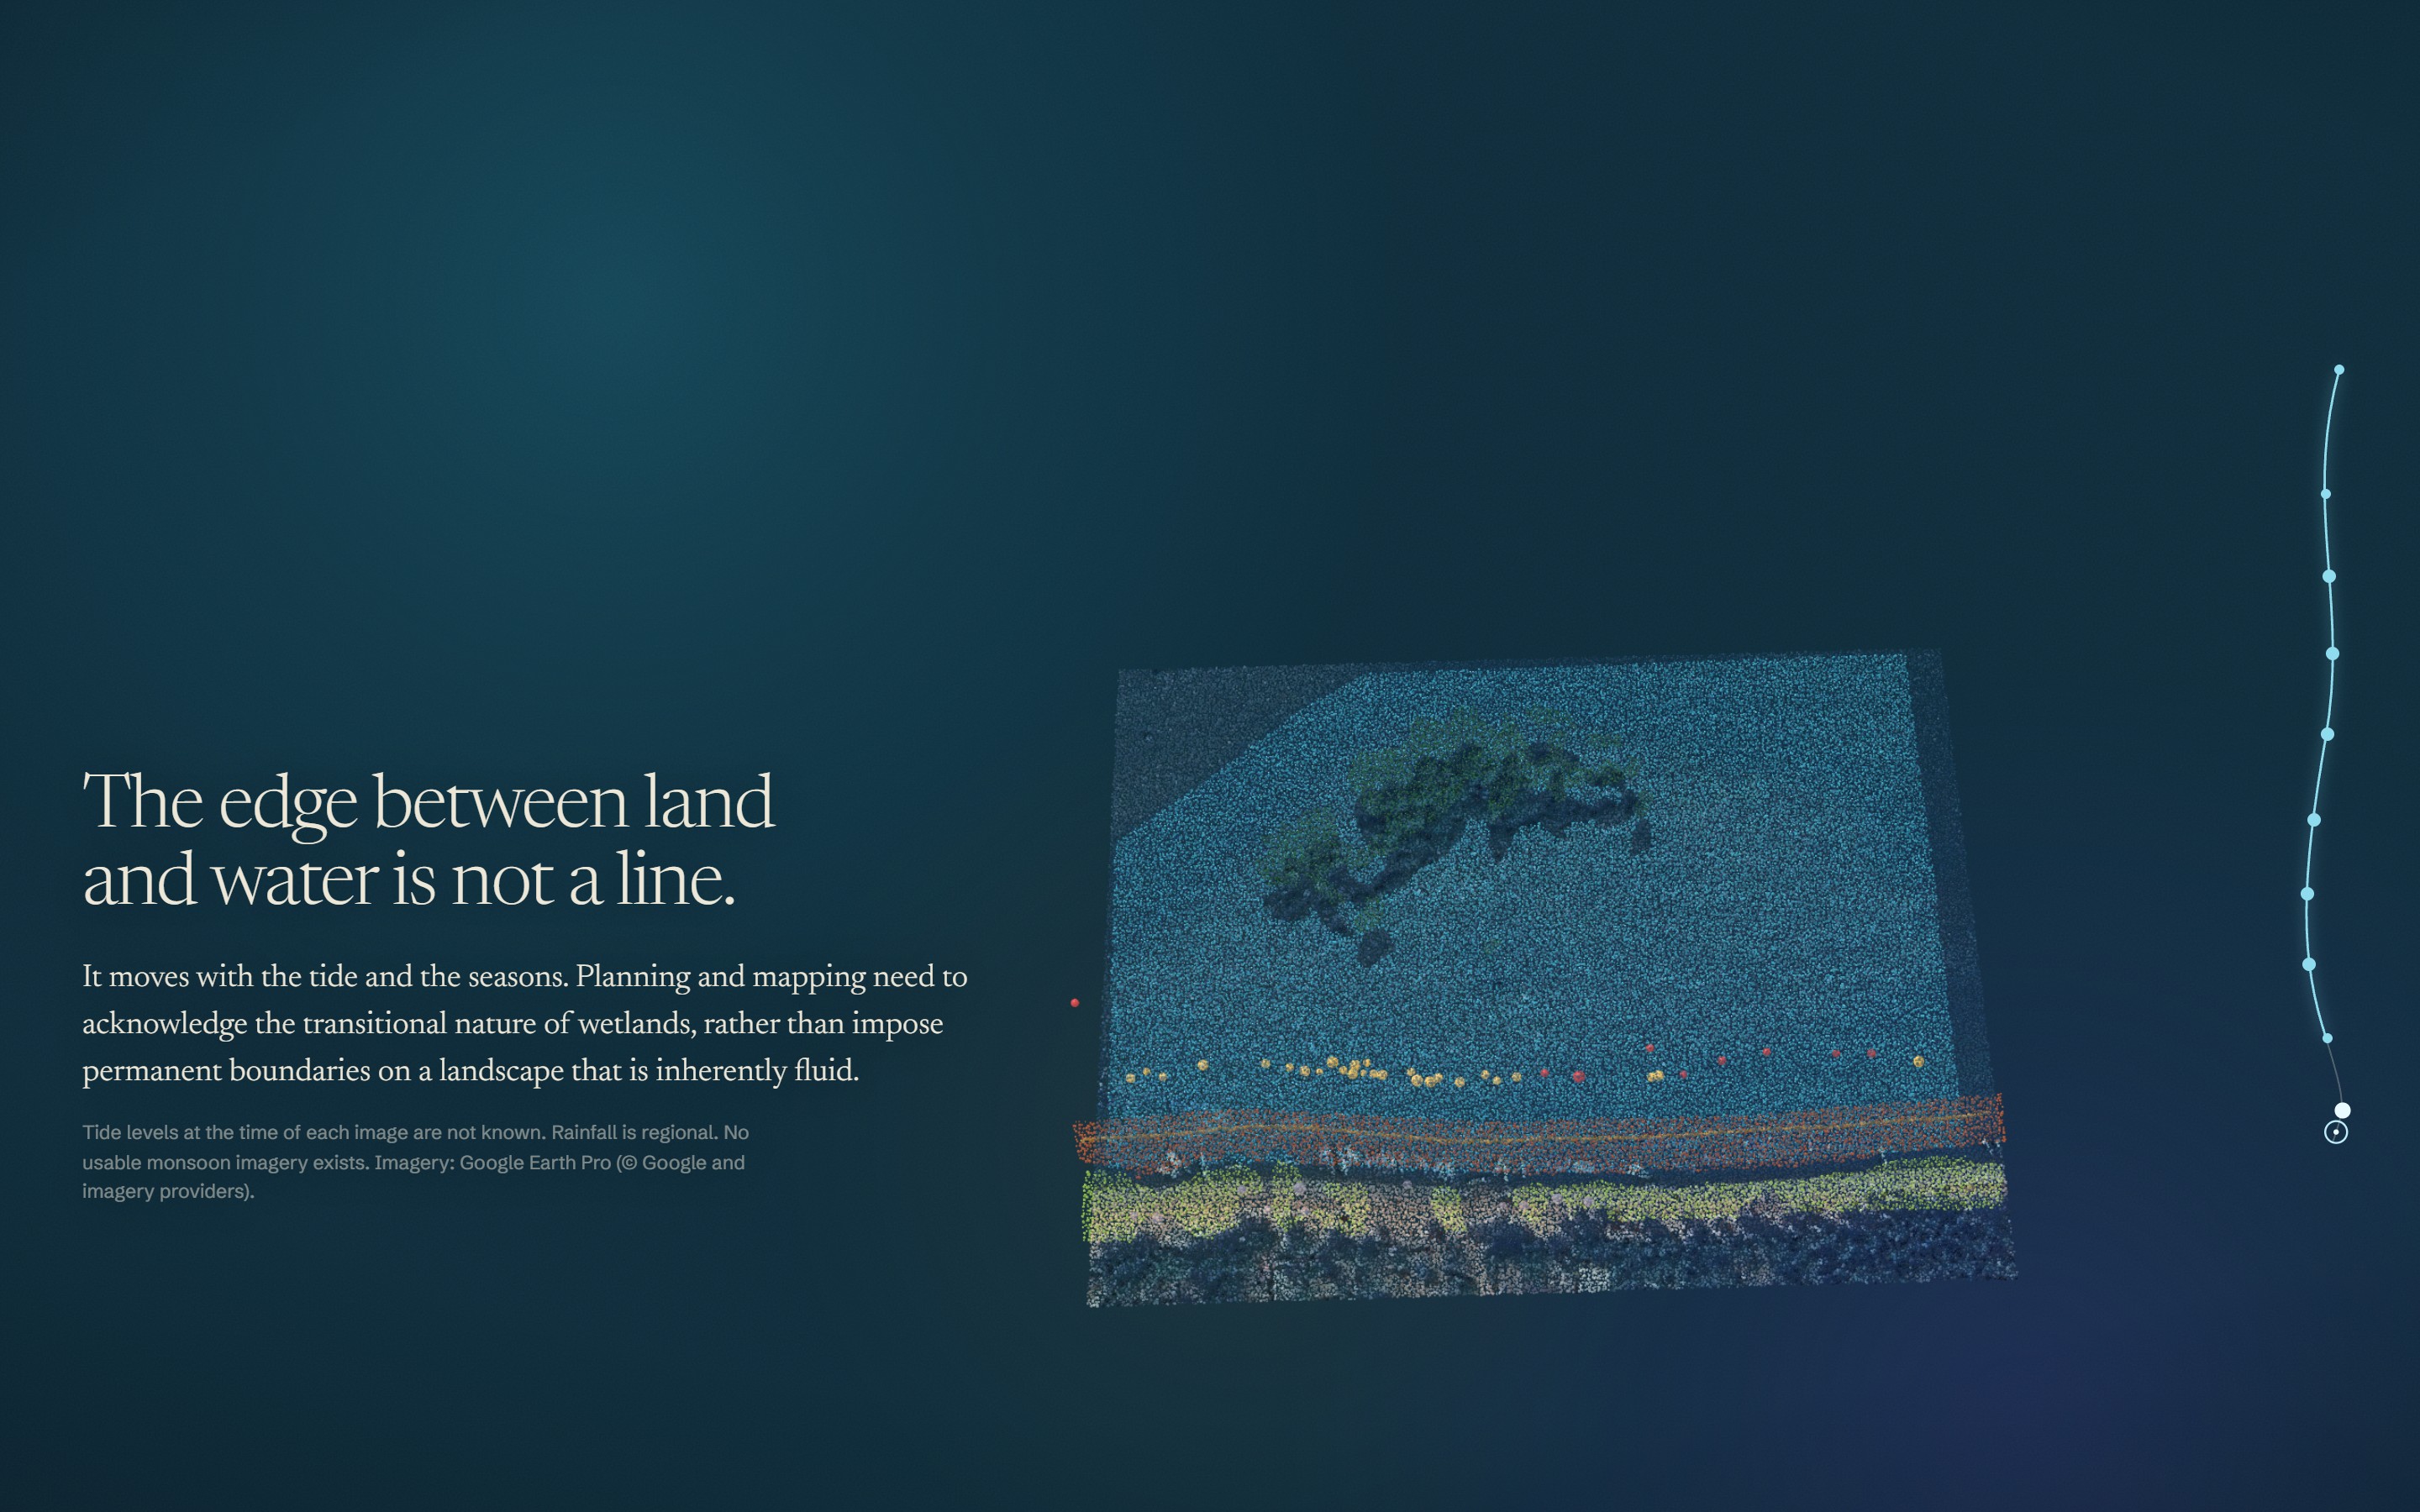 The edge between land
and water is not a line.
It moves with the tide and the seasons. Planning and mapping need to
acknowledge the transitional nature of wetlands, rather than impose
permanent boundaries on a landscape that is inherently fluid.
Tide levels at the time of each image are not known. Rainfall is regional. No
usable monsoon imagery exists. Imagery: Google Earth Pro (© Google and
imagery providers).